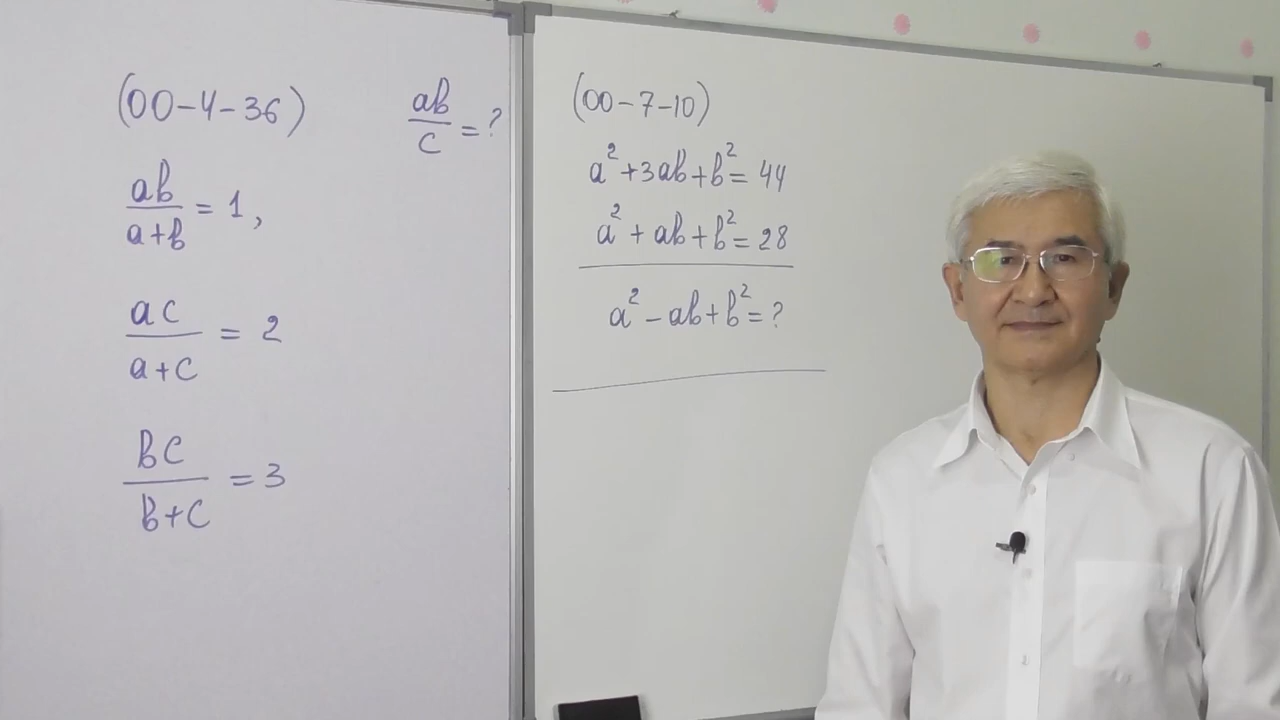 (00-4-36)
ab/c = ?
ab/a+b = 1,
ac/a+c = 2
bc/b+c = 3
(00-7-10)
a² + 3ab + b² = 44
a² + ab + b² = 28
a² - ab + b² = ?